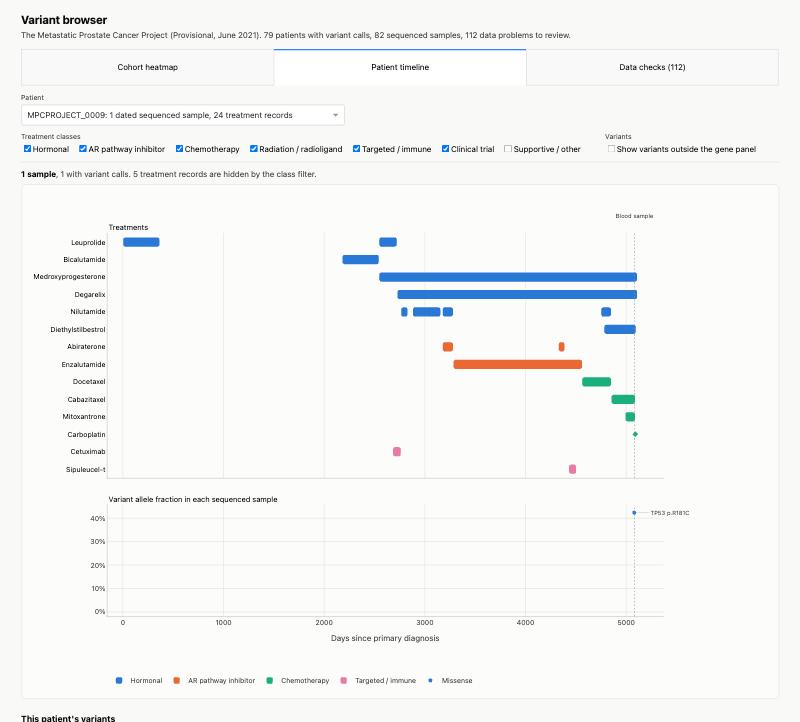 Variant browser
The Metastatic Prostate Cancer Project (Provisional, June 2021). 79 patients with variant calls, 82 sequenced samples, 112 data problems to review.
Cohort heatmap
Patient timeline
Data checks (112)
Patient
MPCPROJECT_0009: 1 dated sequenced sample, 24 treatment records
Treatment classes
Variants
Hormonal
AR pathway inhibitor
Chemotherapy
Radiation / radioligand
Targeted / immune
Clinical trial
Supportive / other
Show variants outside the gene panel
1 sample, 1 with variant calls. 5 treatment records are hidden by the class filter.
Blood sample
Treatments
Leuprolide
Bicalutamide
Medroxyprogesterone
Degarelix
Nilutamide
Diethylstilbestrol
Abiraterone
Enzalutamide
Docetaxel
Cabazitaxel
Mitoxantrone
Carboplatin
Cetuximab
Sipuleucel-t
Variant allele fraction in each sequenced sample
40%
TP53 p.R181C
30%
20%
10%
0%
0 1000 2000 3000 4000 5000
Days since primary diagnosis
Hormonal
AR pathway inhibitor
Chemotherapy
Targeted / immune
Missense
This patient's variants